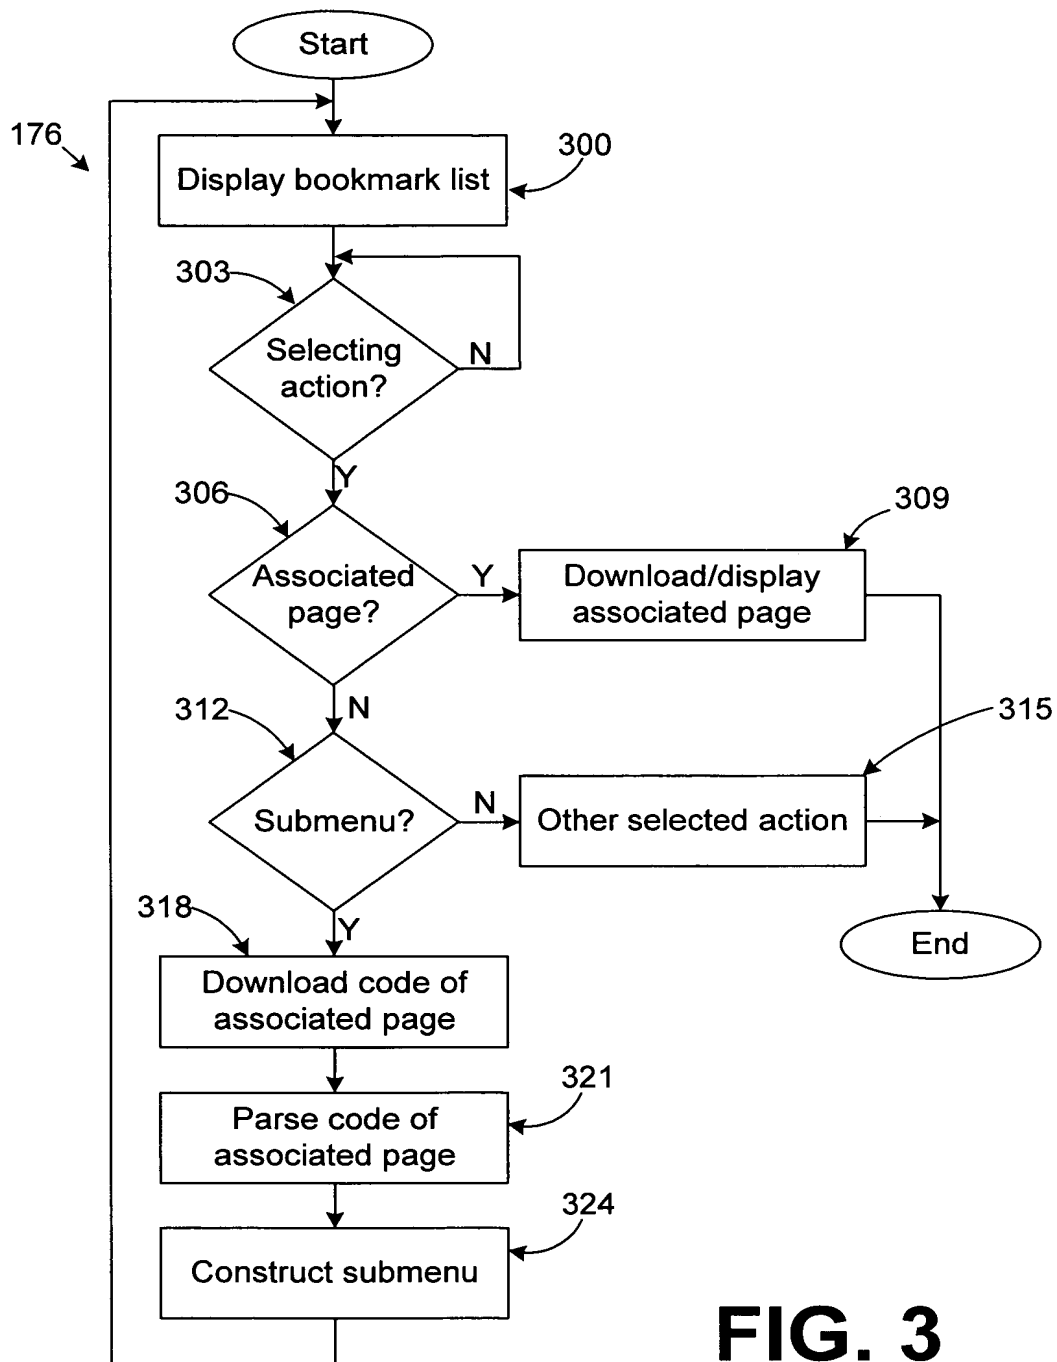 Start
176
300
Display bookmark list
303
Selecting
action?
N
Y
306
309
Associated
page?
Y
Download/display
associated page
N
312
315
Submenu?
N
Other selected action
Y
318
End
Download code of
associated page
321
Parse code of
associated page
324
Construct submenu
FIG. 3